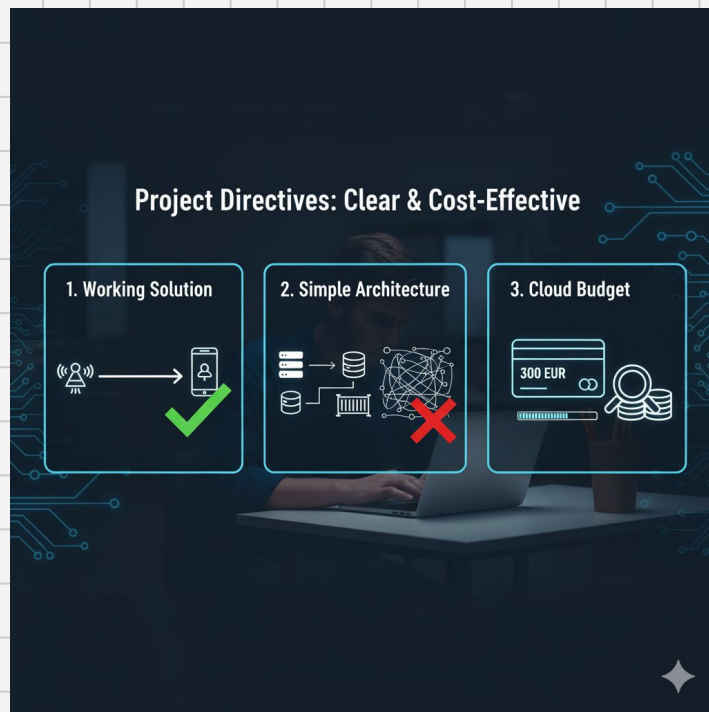 Project Directives: Clear & Cost-Effective
1. Working Solution
2. Simple Architecture
3. Cloud Budget
300 EUR